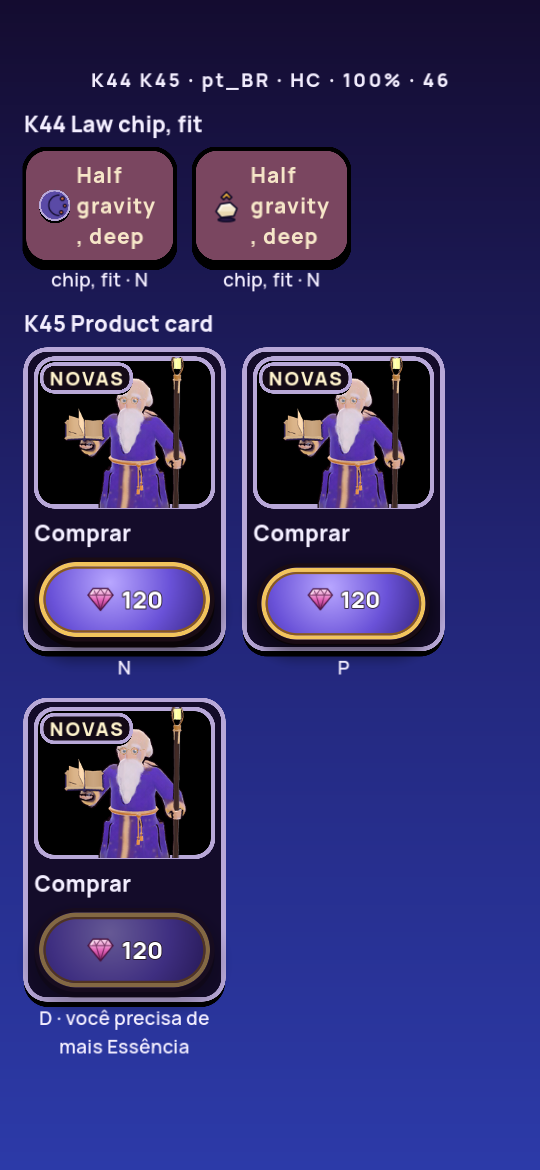 K44 K45 · pt_BR · HC · 100% · 46
K44 Law chip, fit
Half
gravity
, deep
Half
gravity
, deep
chip, fit · N
chip, fit · N
K45 Product card
NOVAS
NOVAS
Comprar
Comprar
120
120
N
P
NOVAS
Comprar
120
D · você precisa de
mais Essência